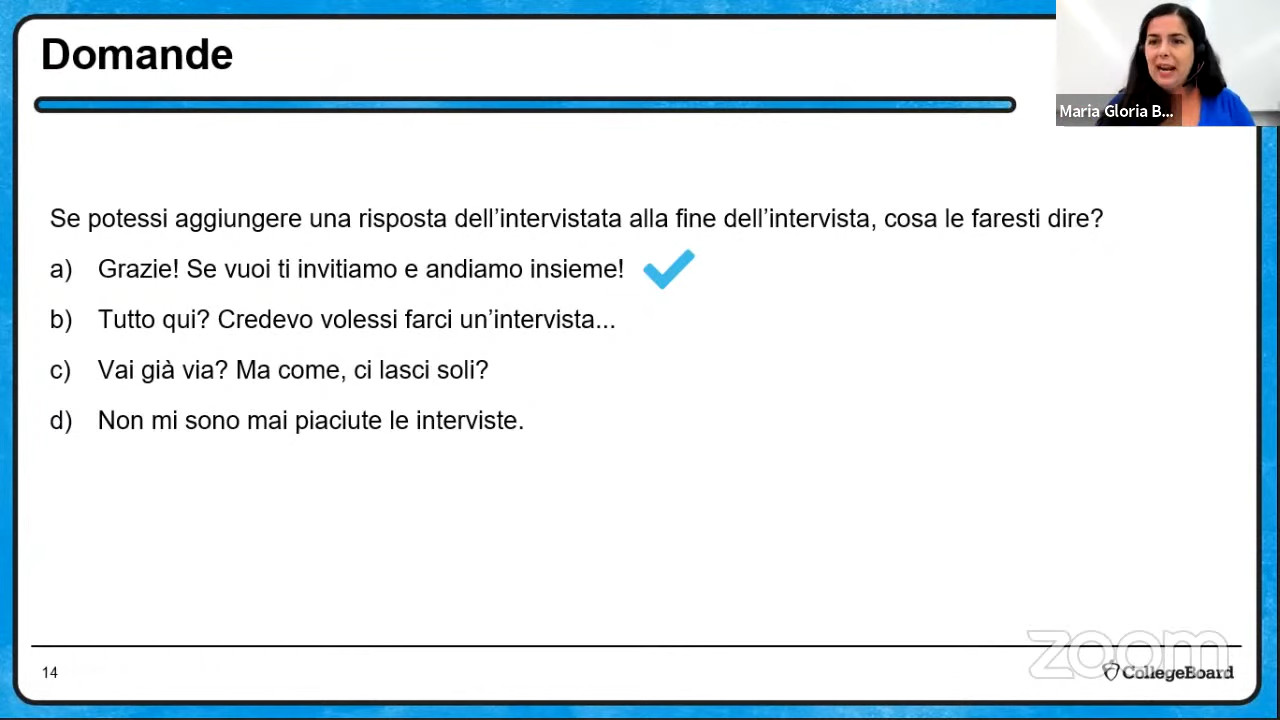 Domande
Maria Gloria B...
Se potessi aggiungere una risposta dell’intervistata alla fine dell’intervista, cosa le faresti dire?
a) Grazie! Se vuoi ti invitiamo e andiamo insieme!
b) Tutto qui? Credevo volessi farci un’intervista...
c) Vai già via? Ma come, ci lasci soli?
d) Non mi sono mai piaciute le interviste.
zoom
14
CollegeBoard